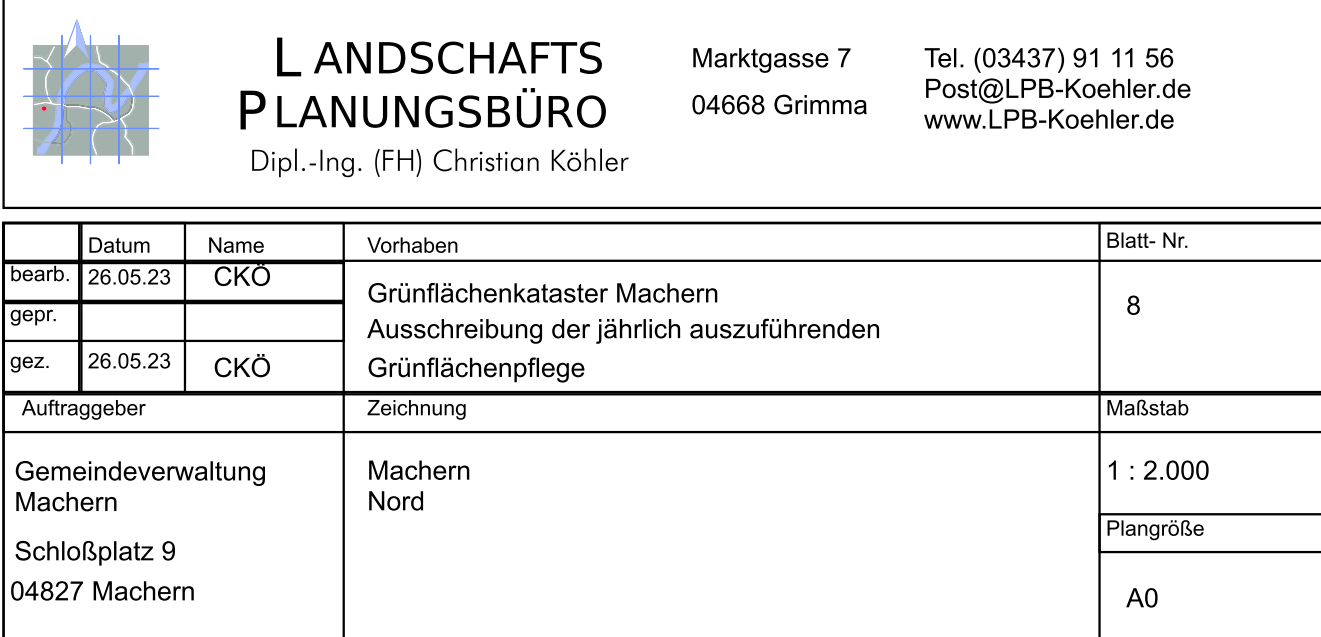 LANDSCHAFTS
PLANUNGSBÜRO
Dipl.-Ing. (FH) Christian Köhler
Marktgasse 7
04668 Grimma
Tel. (03437) 91 11 56
Post@LPB-Koehler.de
www.LPB-Koehler.de
Datum Name Vorhaben Blatt- Nr.
bearb. 26.05.23 CKÖ
gepr.
gez. 26.05.23 CKÖ
Grünflächenkataster Machern
Ausschreibung der jährlich auszuführenden
Grünflächenpflege
8
Auftraggeber Zeichnung Maßstab
Gemeindeverwaltung
Machern
Schloßplatz 9
04827 Machern
Machern
Nord
1 : 2.000
Plangröße
A0